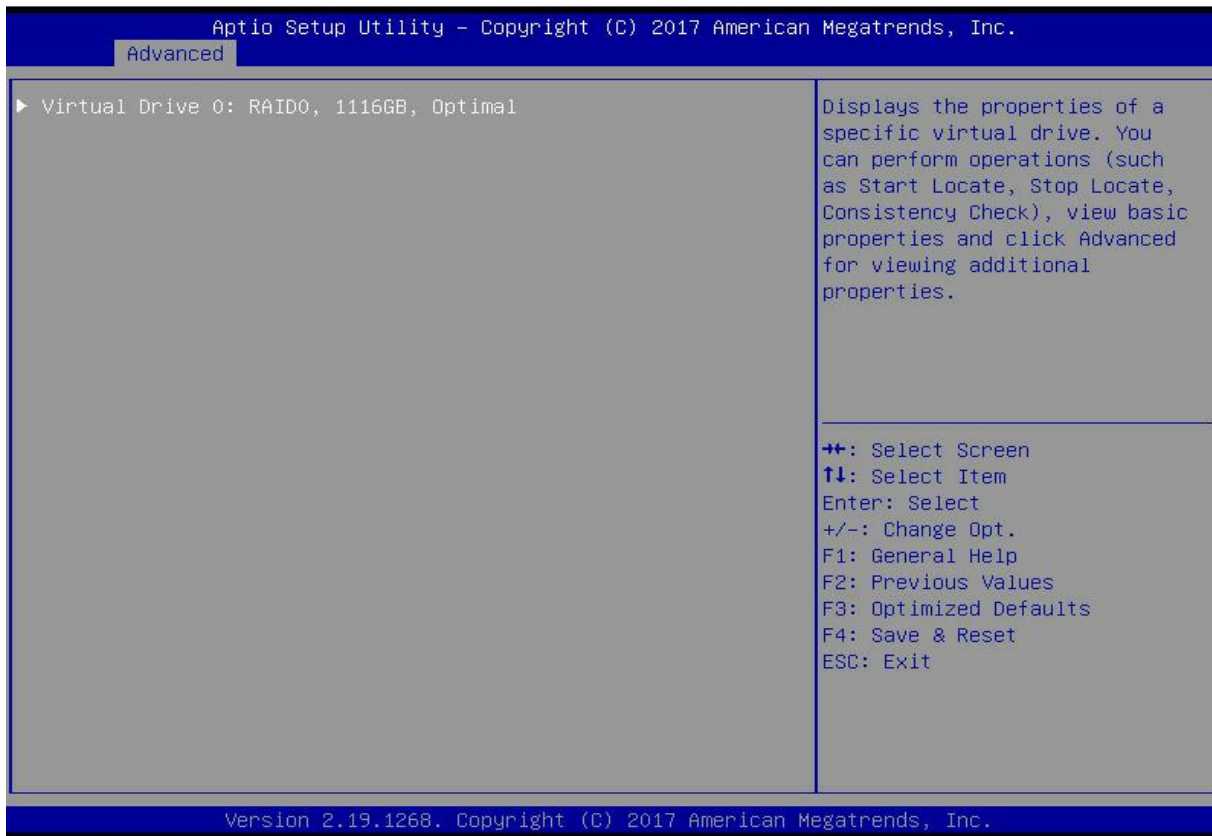 Aptio Setup Utility – Copyright (C) 2017 American Megatrends, Inc.
Advanced
▶ Virtual Drive 0: RAID0, 1116GB, Optimal
Displays the properties of a
specific virtual drive. You
can perform operations (such
as Start Locate, Stop Locate,
Consistency Check), view basic
properties and click Advanced
for viewing additional
properties.
→←: Select Screen
↑↓: Select Item
Enter: Select
+/-: Change Opt.
F1: General Help
F2: Previous Values
F3: Optimized Defaults
F4: Save & Reset
ESC: Exit
Version 2.19.1268. Copyright (C) 2017 American Megatrends, Inc.